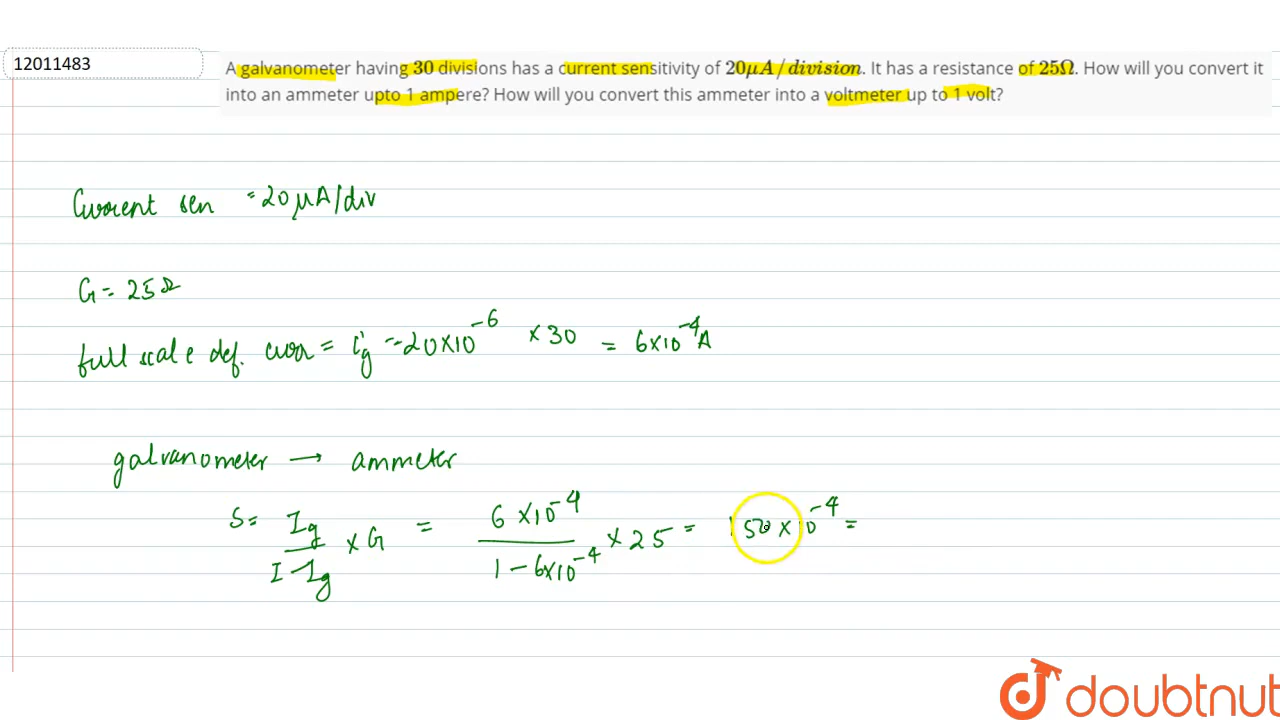 12011483
A galvanometer having 30 divisions has a current sensitivity of 20μA/division. It has a resistance of 25Ω. How will you convert it
into an ammeter upto 1 ampere? How will you convert this ammeter into a voltmeter up to 1 volt?
Current sen = 20 μA/div
G = 25Ω
full scale def. curr = ig = 20×10⁻⁶ × 30 = 6×10⁻⁴A
galvanometer → ammeter
S = Ig / I - Ig × G = 6×10⁻⁴ / 1 - 6×10⁻⁴ × 25 = 150×10⁻⁴ =
doubtnut